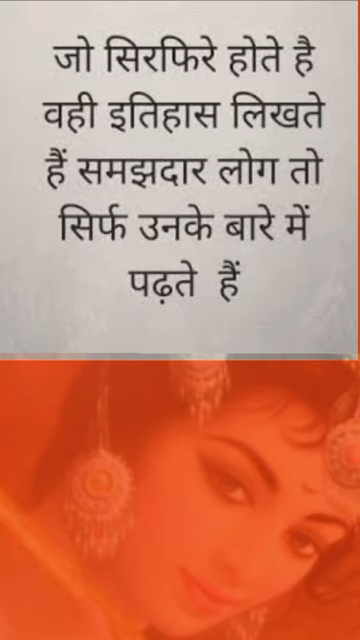 जो सिरफिरे होते है
वही इतिहास लिखते
हैं समझदार लोग तो
सिर्फ उनके बारे में
पढ़ते हैं